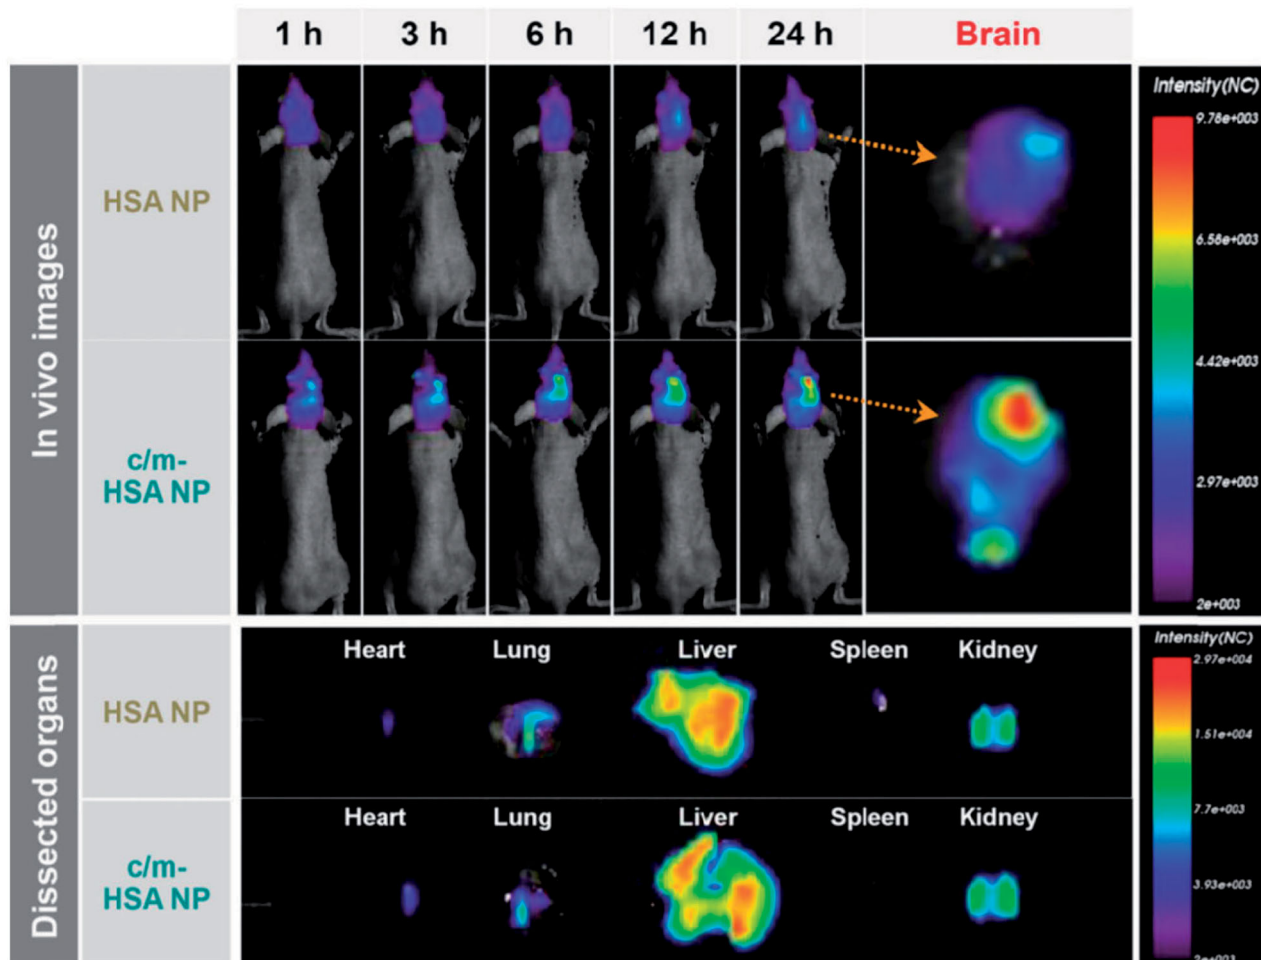 1 h 3 h 6 h 12 h 24 h Brain
In vivo images
HSA NP
c/m-
HSA NP
Intensity(NC)
9.78e+003
6.58e+003
4.42e+003
2.97e+003
2e+003
Dissected organs
HSA NP
Heart Lung Liver Spleen Kidney
c/m-
HSA NP
Heart Lung Liver Spleen Kidney
Intensity(NC)
2.97e+004
1.51e+004
7.7e+003
3.93e+003
2e+003